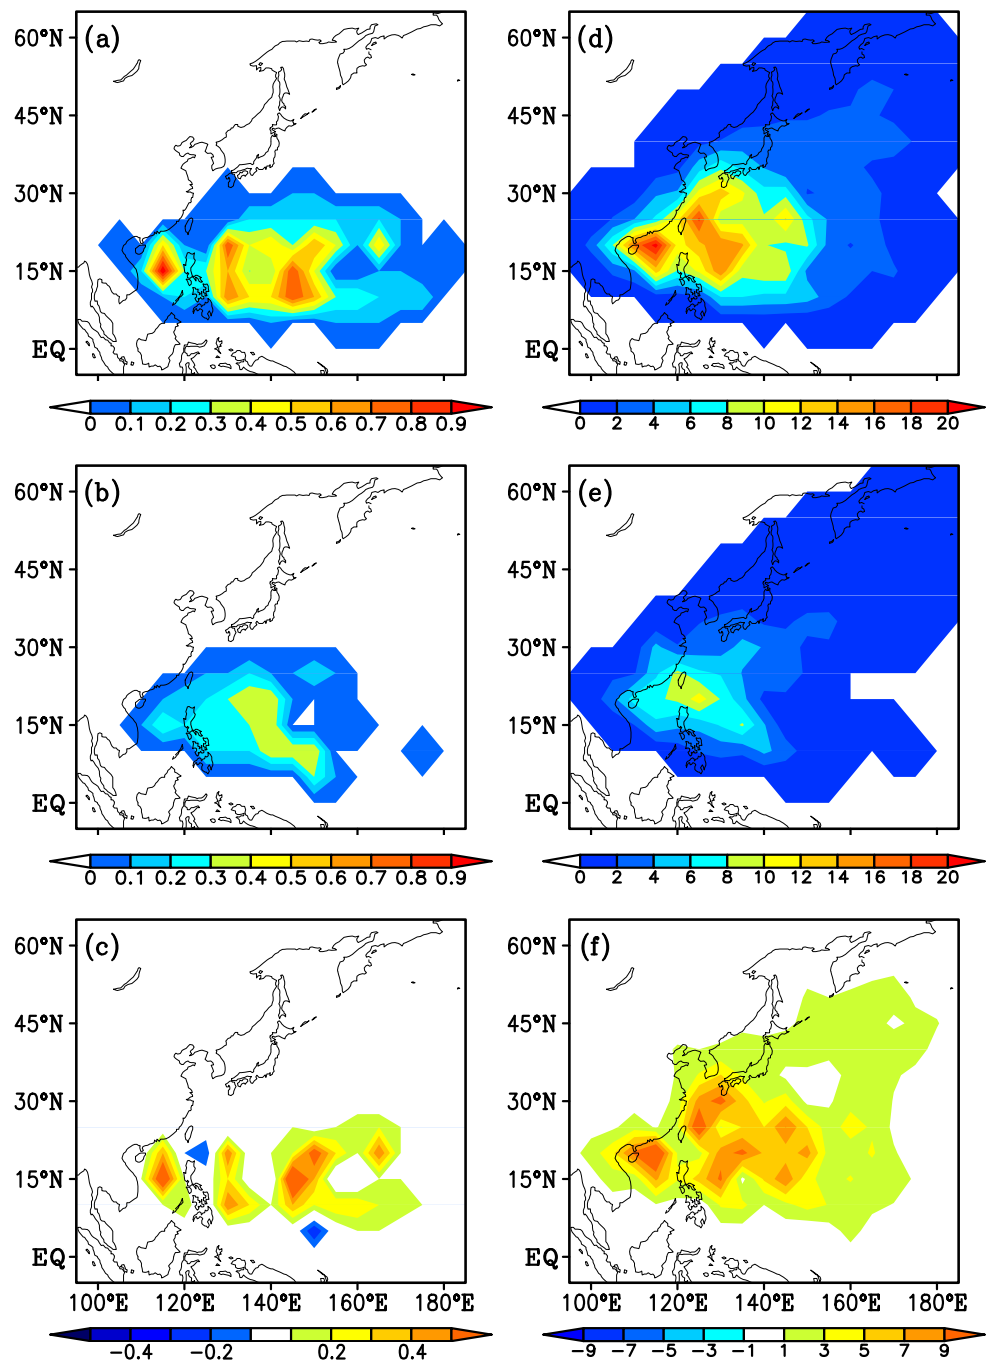 (a) (d)
60°N 60°N
45°N 45°N
30°N 30°N
15°N 15°N
EQ EQ
0 0.1 0.2 0.3 0.4 0.5 0.6 0.7 0.8 0.9 0 2 4 6 8 10 12 14 16 18 20
(b) (e)
60°N 60°N
45°N 45°N
30°N 30°N
15°N 15°N
EQ EQ
0 0.1 0.2 0.3 0.4 0.5 0.6 0.7 0.8 0.9 0 2 4 6 8 10 12 14 16 18 20
(c) (f)
60°N 60°N
45°N 45°N
30°N 30°N
15°N 15°N
EQ EQ
100°E 120°E 140°E 160°E 180°E 100°E 120°E 140°E 160°E 180°E
−0.4 −0.2 0.2 0.4 −9 −7 −5 −3 −1 1 3 5 7 9